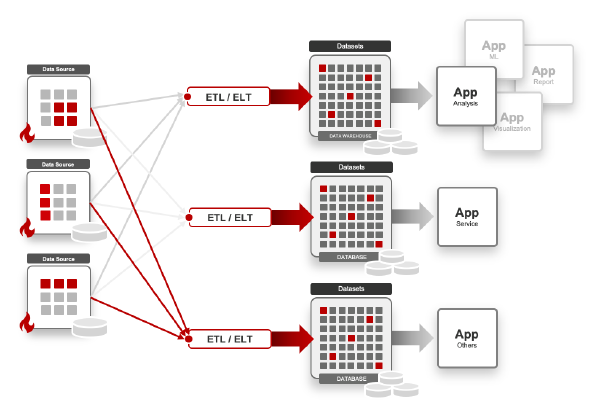 Data Source
Data Source
Data Source
ETL / ELT
ETL / ELT
ETL / ELT
Datasets
DATA WAREHOUSE
Datasets
DATABASE
Datasets
DATABASE
App
ML
App
Report
App
Analysis
App
Visualization
App
Service
App
Others